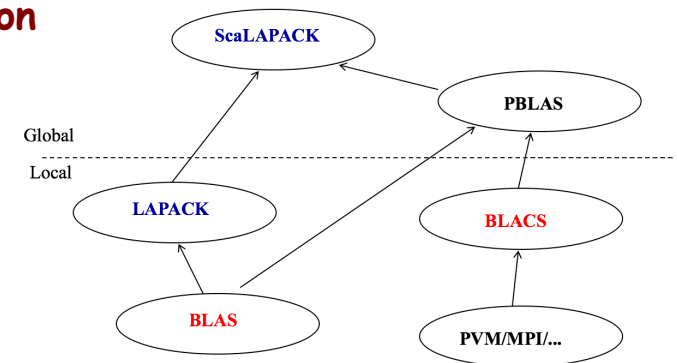 on
ScaLAPACK
PBLAS
Global
Local
LAPACK
BLACS
BLAS
PVM/MPI/...